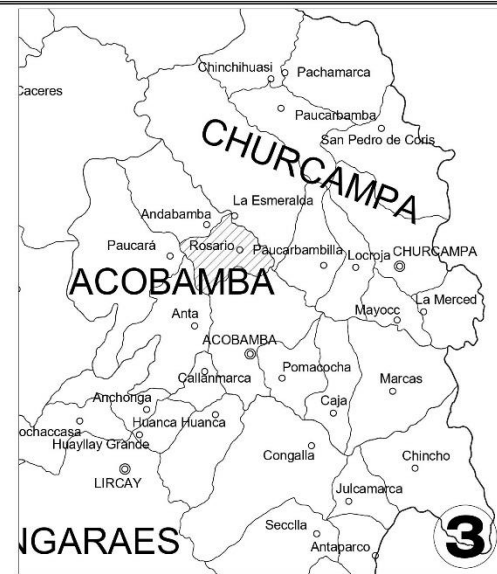 Chinchihuasi
Pachamarca
Caceres
Paucarbamba
San Pedro de Coris
CHURCAMPA
La Esmeralda
Andabamba
Paucará
Rosario
Paucarbambilla
Locroja
CHURCAMPA
ACOBAMBA
Mayocc
La Merced
Anta
ACOBAMBA
Callanmarca
Pomacocha
Marcas
Anchonga
Caja
ochaccasa
Huanca Huanca
Huayllay Grande
Congalla
Chincho
LIRCAY
Julcamarca
Secclla
NGARAES
Antaparco
3